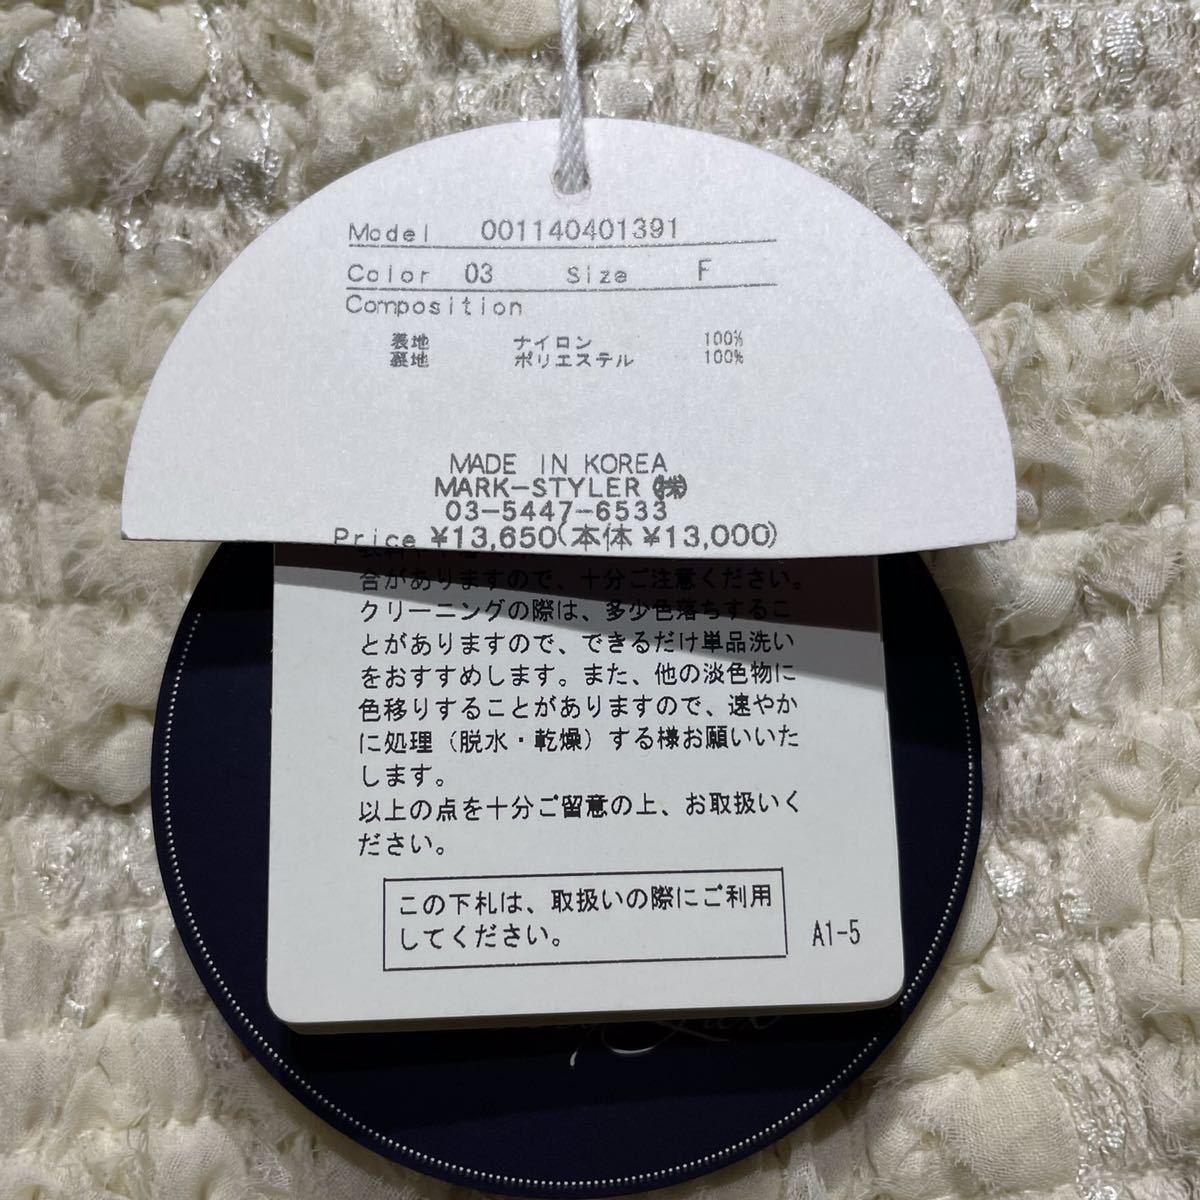 Model 001140401391
Color 03 Size F
Composition
表地 ナイロン 100%
裏地 ポリエステル 100%
MADE IN KOREA
MARK-STYLER ㈱
03-5447-6533
Price ¥13,650(本体 ¥13,000)
合がありますので、十分ご注意ください。
クリーニングの際は、多少色落ちするこ
とがありますので、できるだけ単品洗い
をおすすめします。また、他の淡色物に
色移りすることがありますので、速やか
に処理（脱水・乾燥）する様お願いいた
します。
以上の点を十分ご留意の上、お取扱いく
ださい。
この下札は、取扱いの際にご利用
してください。
A1-5